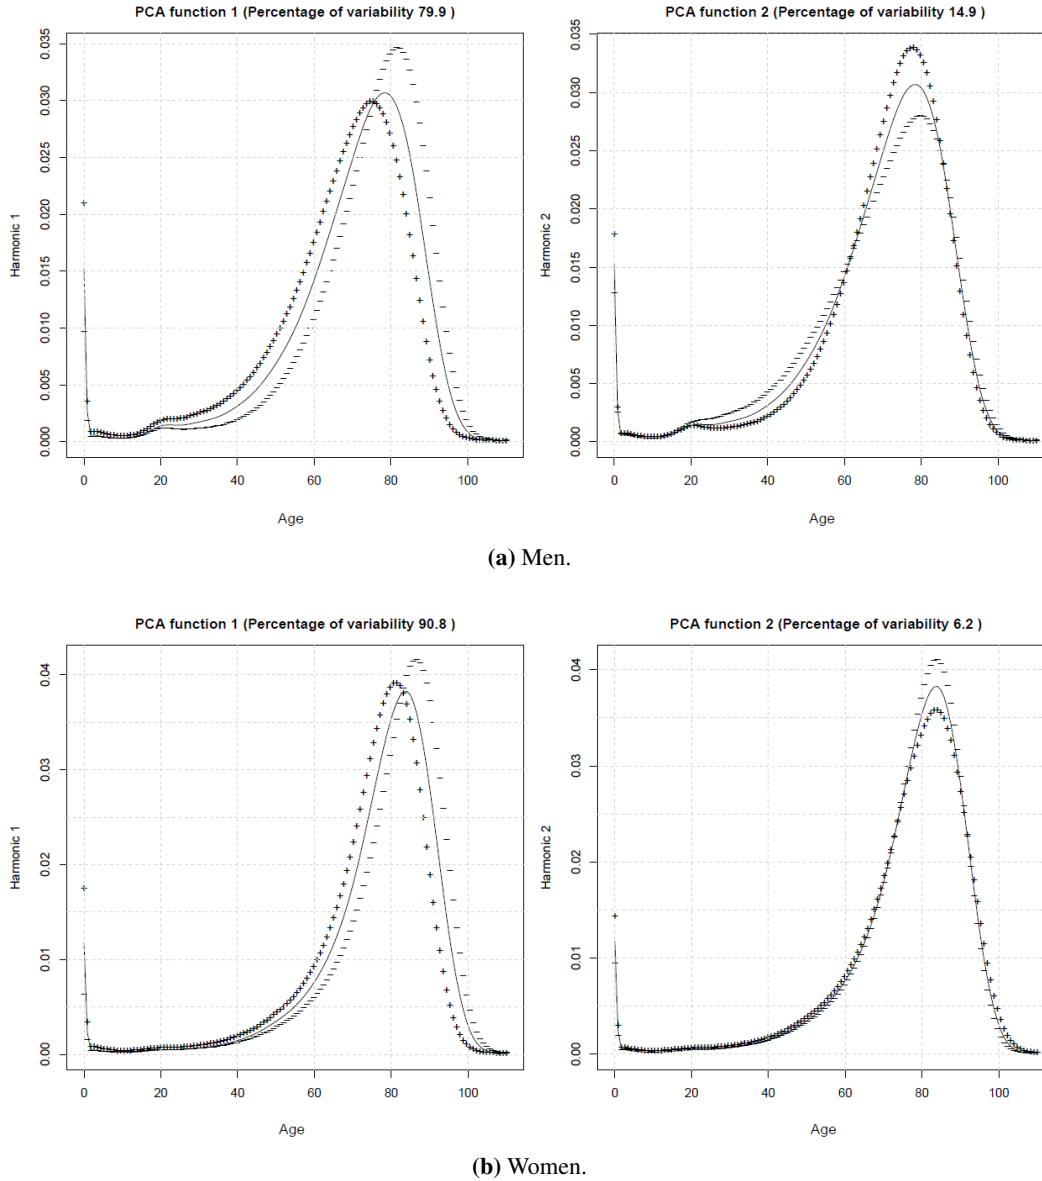 PCA function 1 (Percentage of variability 79.9 )
PCA function 2 (Percentage of variability 14.9 )
Harmonic 1
0.000 0.005 0.010 0.015 0.020 0.025 0.030 0.035
0 20 40 60 80 100
Age
Harmonic 2
0.000 0.005 0.010 0.015 0.020 0.025 0.030 0.035
0 20 40 60 80 100
Age
(a) Men.
PCA function 1 (Percentage of variability 90.8 )
PCA function 2 (Percentage of variability 6.2 )
Harmonic 1
0.00 0.01 0.02 0.03 0.04
0 20 40 60 80 100
Age
Harmonic 2
0.00 0.01 0.02 0.03 0.04
0 20 40 60 80 100
Age
(b) Women.